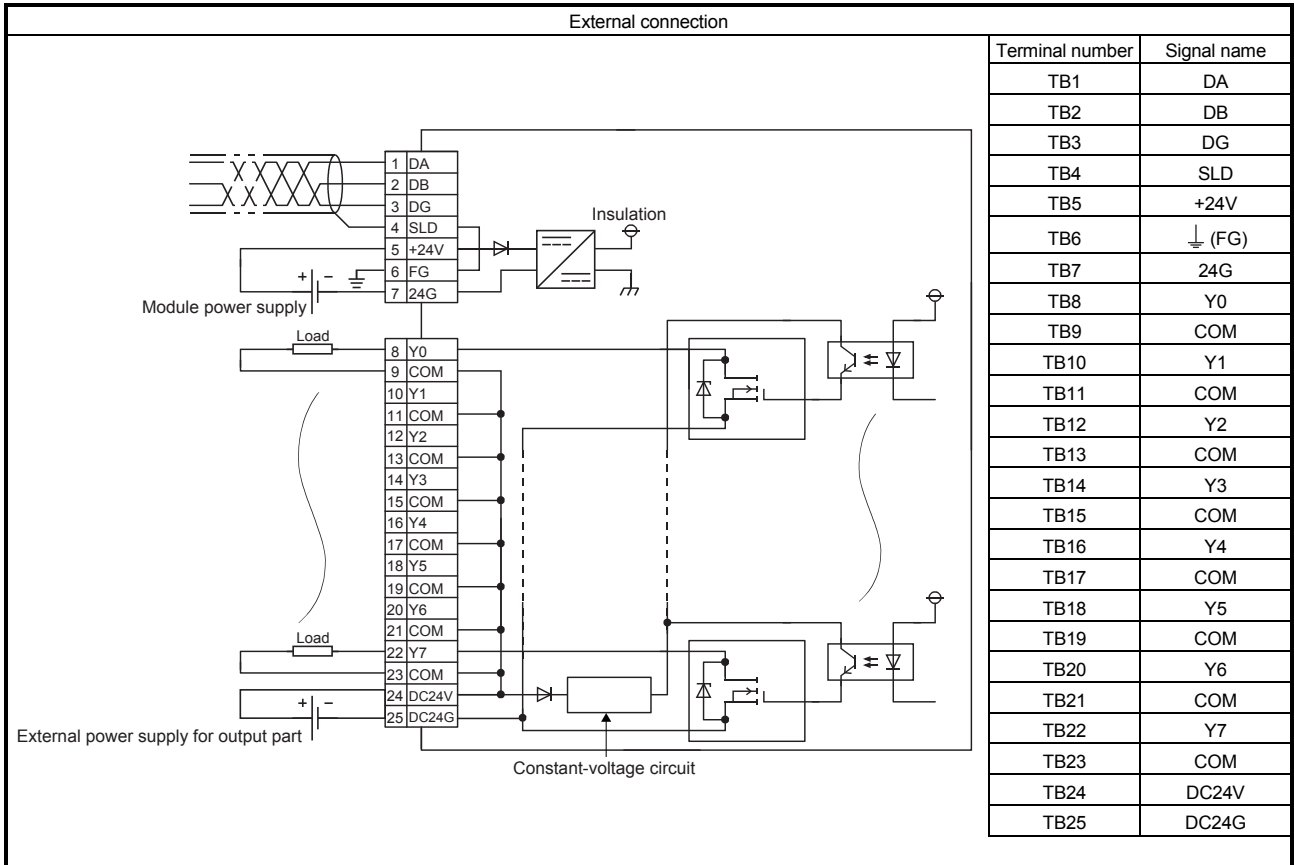 External connection
Terminal number Signal name
TB1 DA
TB2 DB
TB3 DG
TB4 SLD
TB5 +24V
TB6 (FG)
TB7 24G
TB8 Y0
TB9 COM
TB10 Y1
TB11 COM
TB12 Y2
TB13 COM
TB14 Y3
TB15 COM
TB16 Y4
TB17 COM
TB18 Y5
TB19 COM
TB20 Y6
TB21 COM
TB22 Y7
TB23 COM
TB24 DC24V
TB25 DC24G
1 DA
2 DB
3 DG
4 SLD
5 +24V
6 FG
7 24G
Insulation
+ −
Module power supply
Load
8 Y0
9 COM
10 Y1
11 COM
12 Y2
13 COM
14 Y3
15 COM
16 Y4
17 COM
18 Y5
19 COM
20 Y6
21 COM
Load
22 Y7
23 COM
24 DC24V
25 DC24G
+ −
External power supply for output part
Constant-voltage circuit